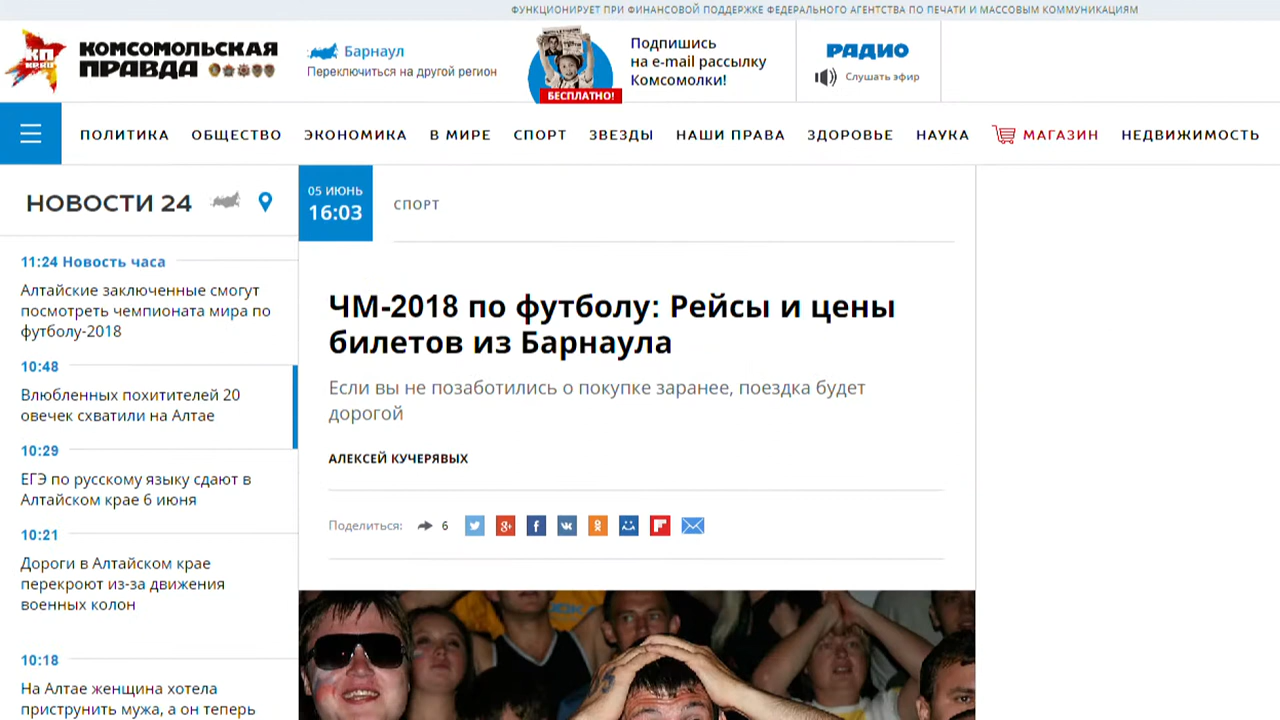 ФУНКЦИОНИРУЕТ ПРИ ФИНАНСОВОЙ ПОДДЕРЖКЕ ФЕДЕРАЛЬНОГО АГЕНТСТВА ПО ПЕЧАТИ И МАССОВЫМ КОММУНИКАЦИЯМ
КП
КОМСОМОЛЬСКАЯ
ПРАВДА
Барнаул
Переключиться на другой регион
БЕСПЛАТНО!
Подпишись
на e-mail рассылку
Комсомолки!
РАДИО
Слушать эфир
ПОЛИТИКА ОБЩЕСТВО ЭКОНОМИКА В МИРЕ СПОРТ ЗВЕЗДЫ НАШИ ПРАВА ЗДОРОВЬЕ НАУКА МАГАЗИН НЕДВИЖИМОСТЬ
НОВОСТИ 24
11:24 Новость часа
Алтайские заключенные смогут
посмотреть чемпионата мира по
футболу-2018
10:48
Влюбленных похитителей 20
овечек схватили на Алтае
10:29
ЕГЭ по русскому языку сдают в
Алтайском крае 6 июня
10:21
Дороги в Алтайском крае
перекроют из-за движения
военных колон
10:18
На Алтае женщина хотела
приструнить мужа, а он теперь
05 ИЮНЬ
16:03
СПОРТ
ЧМ-2018 по футболу: Рейсы и цены
билетов из Барнаула
Если вы не позаботились о покупке заранее, поездка будет
дорогой
АЛЕКСЕЙ КУЧЕРЯВЫХ
Поделиться: 6